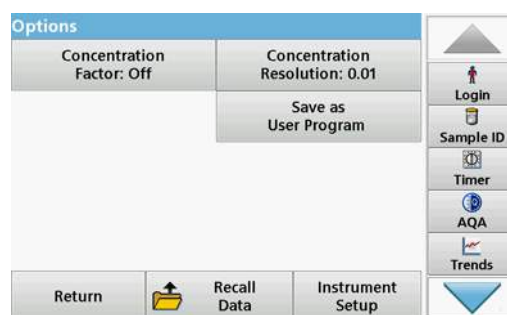 Options
Concentration
Factor: Off
Concentration
Resolution: 0.01
Save as
User Program
Login
Sample ID
Timer
AQA
Trends
Return
Recall
Data
Instrument
Setup